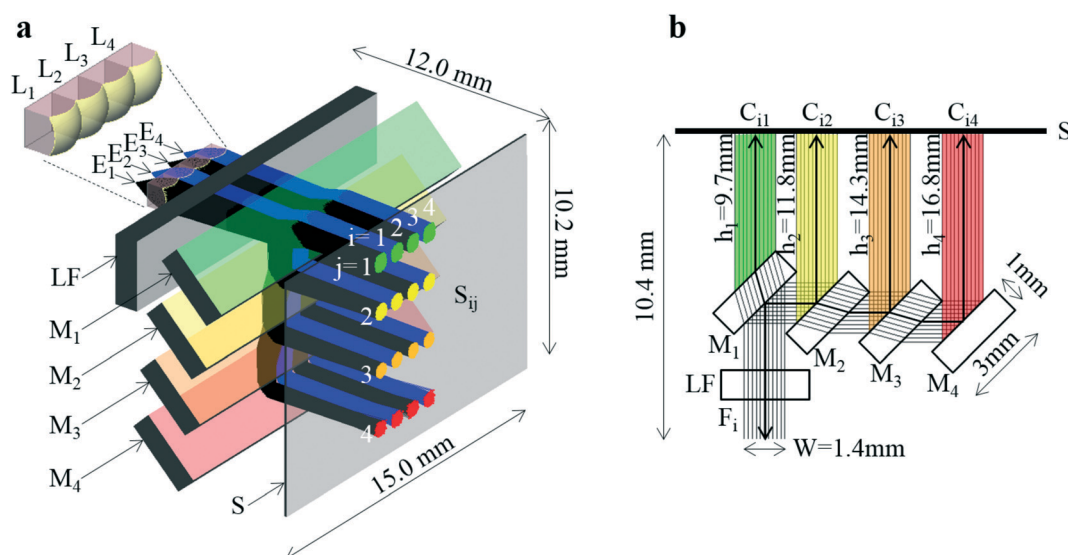 a
L₁
L₂
L₃
L₄
E₁
E₂
E₃
E₄
12.0 mm
10.2 mm
15.0 mm
i= 1
2
3
4
j= 1
2
3
4
Sᵢⱼ
LF
M₁
M₂
M₃
M₄
S
b
Cᵢ₁
Cᵢ₂
Cᵢ₃
Cᵢ₄
S
10.4 mm
h₁=9.7mm
h₂=11.8mm
h₃=14.3mm
h₄=16.8mm
1mm
3mm
M₁
M₂
M₃
M₄
LF
Fᵢ
W=1.4mm